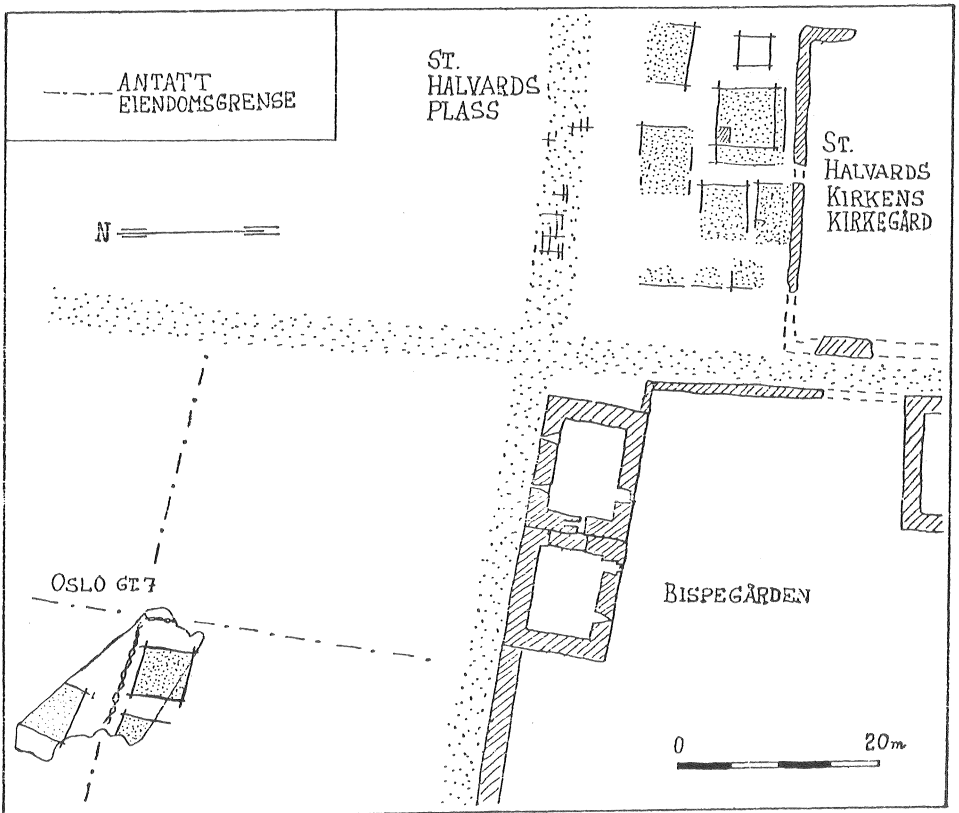 ANTATT
EIENDOMSGRENSE
ST.
HALVARDS
PLASS
ST.
HALVARDS
KIRKENS
KIRKEGÅRD
N
OSLO GT. 7
BISPEGÅRDEN
0 20m